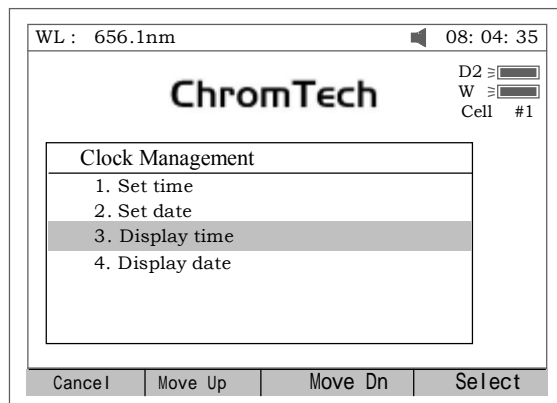 WL : 656.1nm 08: 04: 35
D2
ChromTech W
Cell #1
Clock Management
1. Set time
2. Set date
3. Display time
4. Display date
Cancel Move Up Move Dn Select